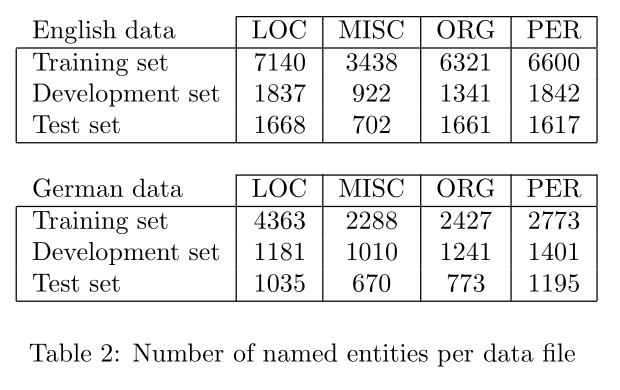 English data LOC MISC ORG PER
Training set 7140 3438 6321 6600
Development set 1837 922 1341 1842
Test set 1668 702 1661 1617
German data LOC MISC ORG PER
Training set 4363 2288 2427 2773
Development set 1181 1010 1241 1401
Test set 1035 670 773 1195
Table 2: Number of named entities per data file